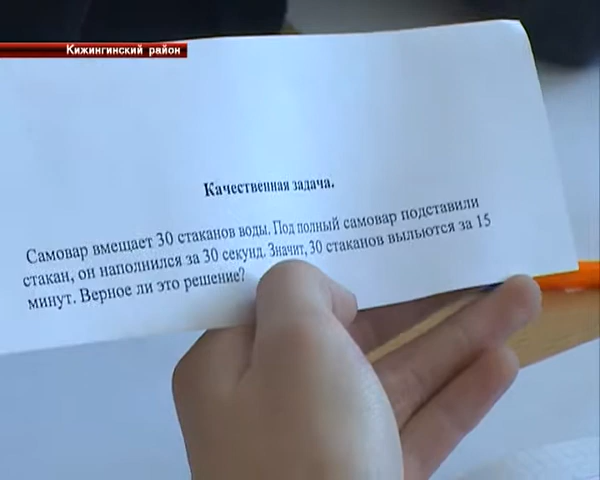 Кижингинский район
Качественная задача.
Самовар вмещает 30 стаканов воды. Под полный самовар подставили
стакан, он наполнился за 30 секунд. Значит, 30 стаканов выльются за 15
минут. Верное ли это решение?